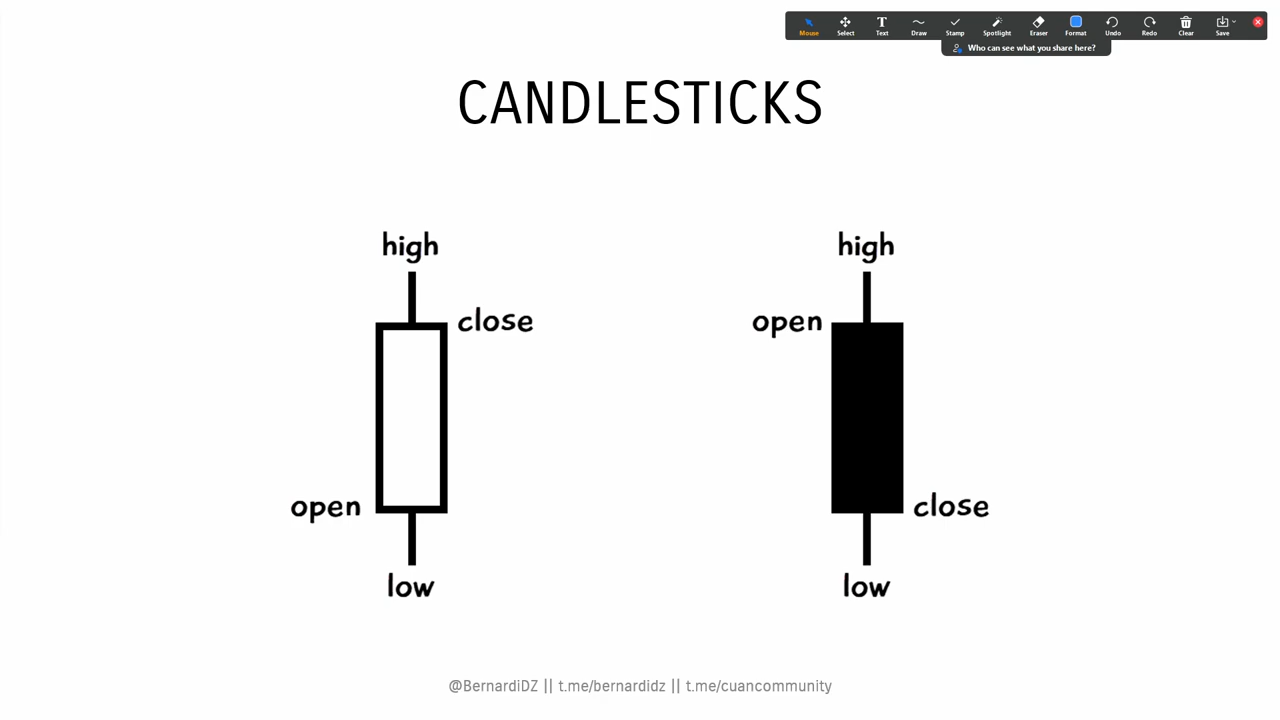 Mouse Select Text Draw Stamp Spotlight Eraser Format Undo Redo Clear Save
Who can see what you share here?
CANDLESTICKS
high high
close open
open close
low low
@BernardiDZ || t.me/bernardidz || t.me/cuancommunity